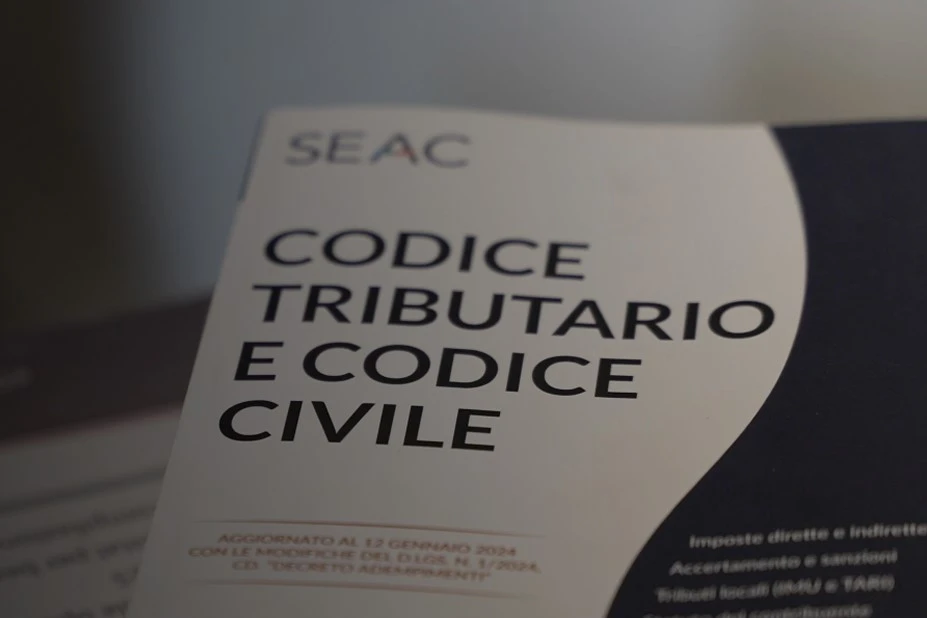 SEAC
CODICE
TRIBUTARIO
E CODICE
CIVILE
AGGIORNATO AL 12 GENNAIO 2024
CON LE MODIFICHE DEL D.LGS. N. 1/2024,
CD. "DECRETO ADEMPIMENTI"
Imposte dirette e indirette
Accertamento e sanzioni
Tributi locali (IMU e TARI)